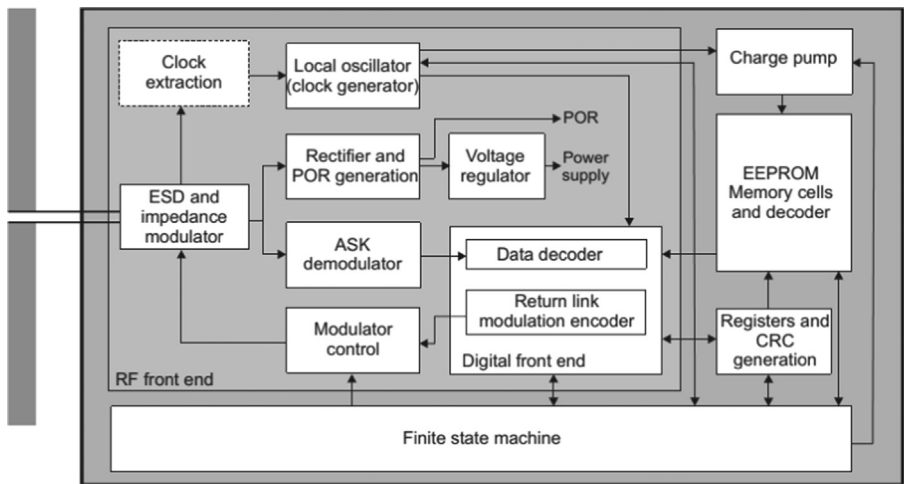 Clock
extraction
Local oscillator
(clock generator)
Charge pump
POR
Rectifier and
POR generation
Voltage
regulator
Power
supply
EEPROM
Memory cells
and decoder
ESD and
impedance
modulator
ASK
demodulator
Data decoder
Return link
modulation encoder
Modulator
control
Registers and
CRC
generation
Digital front end
RF front end
Finite state machine